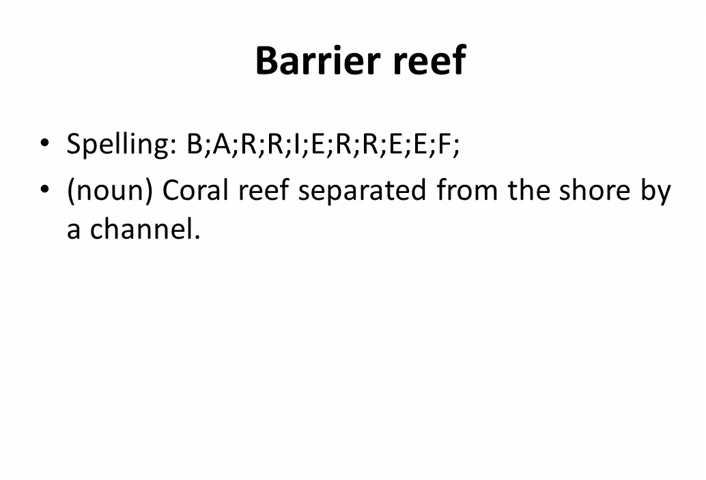 Barrier reef
• Spelling: B;A;R;R;I;E;R;R;E;E;F;
• (noun) Coral reef separated from the shore by
a channel.